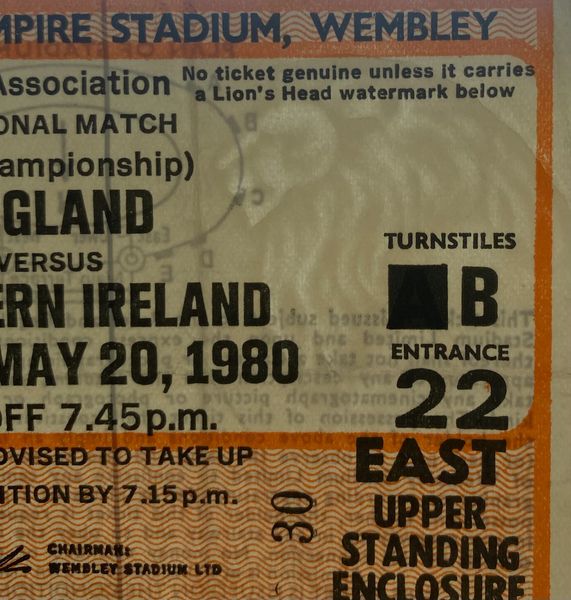 MPIRE STADIUM, WEMBLEY
Association
No ticket genuine unless it carries
a Lion's Head watermark below
ONAL MATCH
ampionship)
GLAND
VERSUS
ERN IRELAND
MAY 20, 1980
OFF 7.45 p.m.
TURNSTILES
A B
ENTRANCE
22
EAST
UPPER
STANDING
ENCLOSURE
DVISED TO TAKE UP
ITION BY 7.15 p.m.
30
CHAIRMAN:
WEMBLEY STADIUM LTD